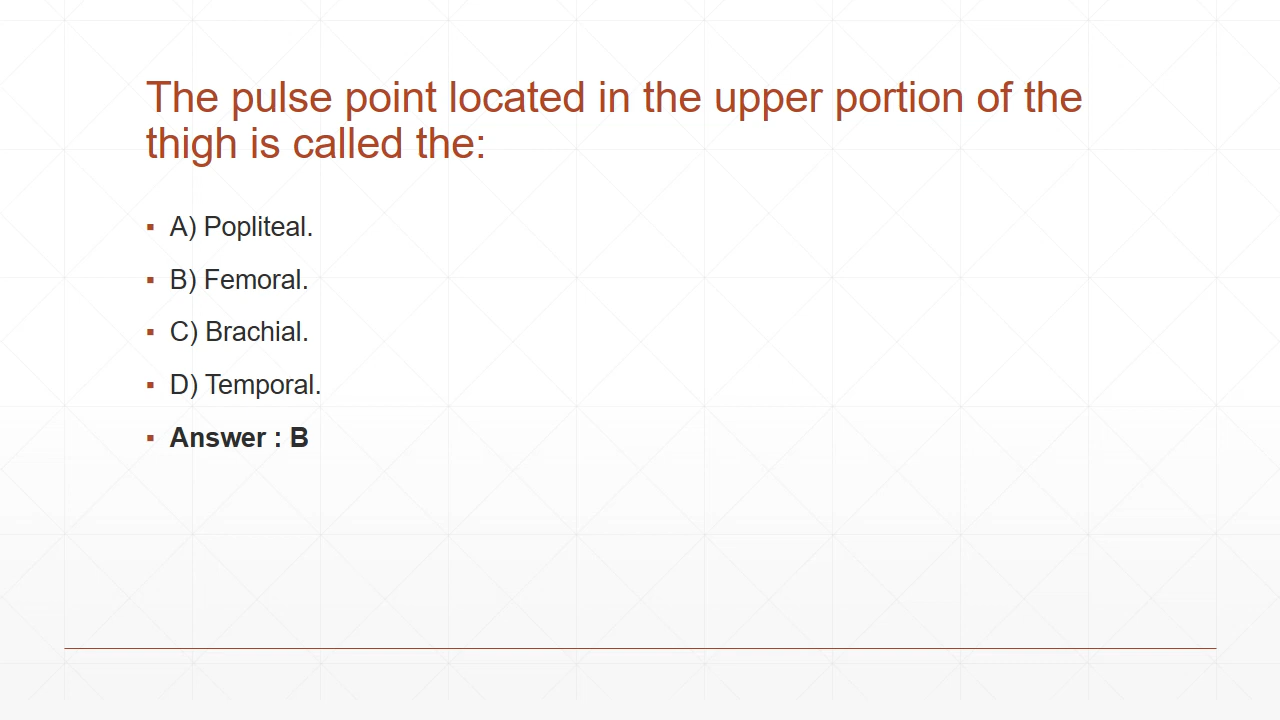 The pulse point located in the upper portion of the
thigh is called the:
▪ A) Popliteal.
▪ B) Femoral.
▪ C) Brachial.
▪ D) Temporal.
▪ Answer : B